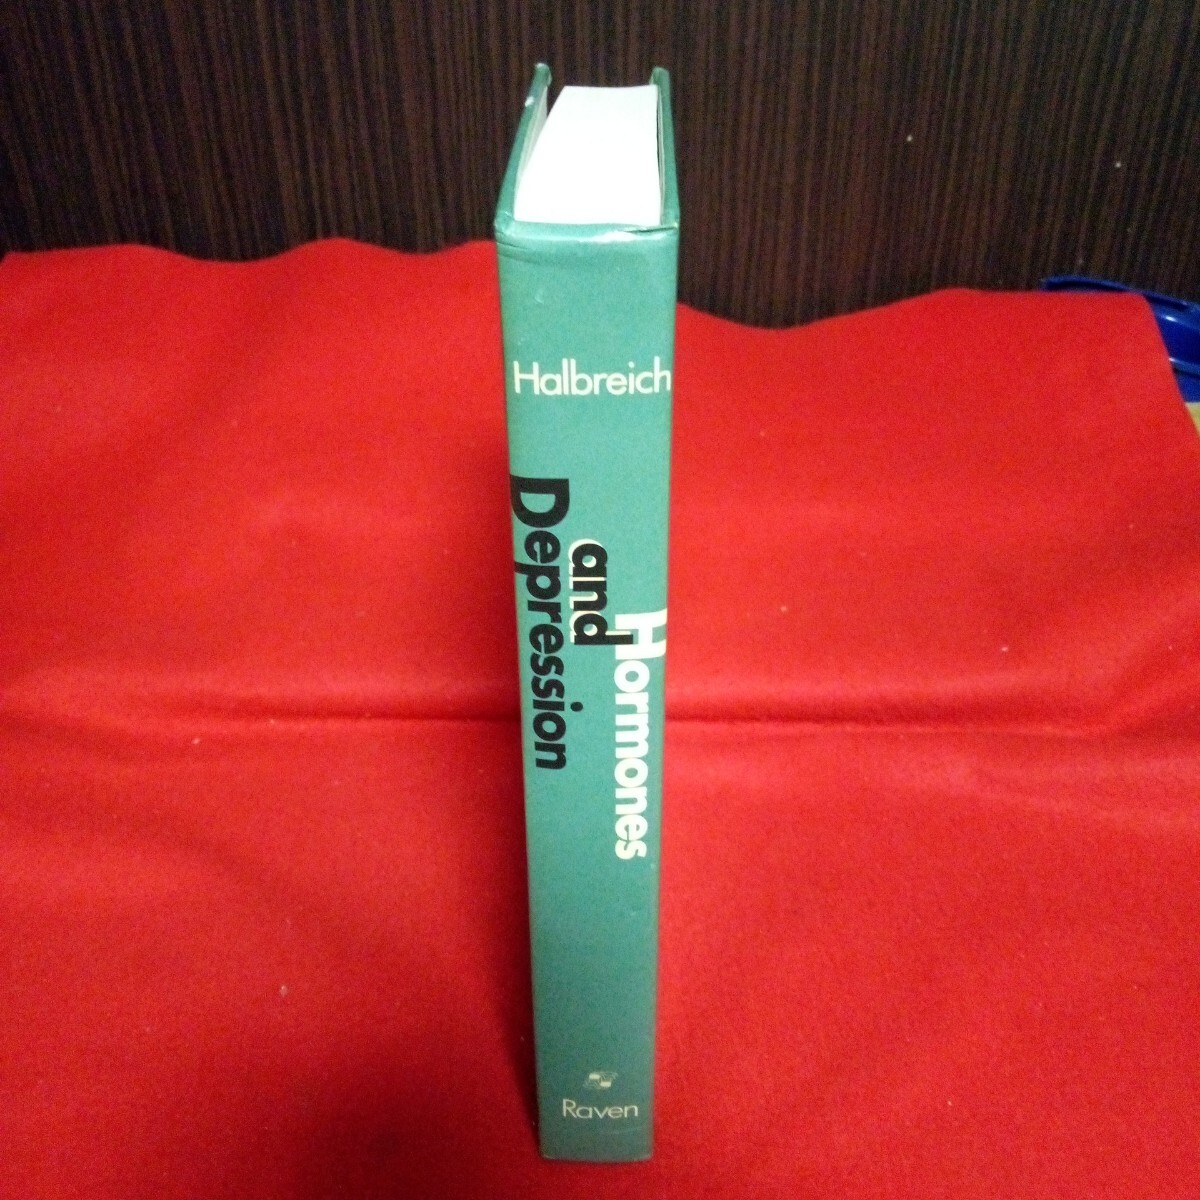 Halbreich
Hormones
and
Depression
Raven